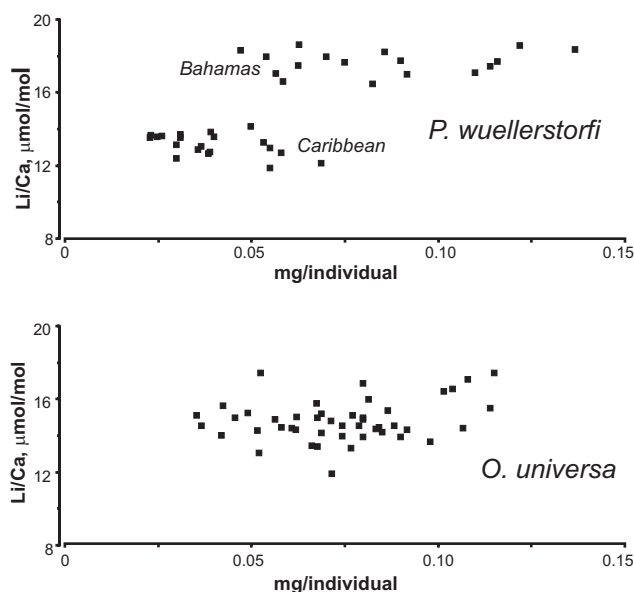 20
Bahamas
16
P. wuellerstorfi
Li/Ca, µmol/mol
12
Caribbean
8
0 0.05 0.10 0.15
mg/individual
20
16
Li/Ca, µmol/mol
12
O. universa
8
0 0.05 0.10 0.15
mg/individual